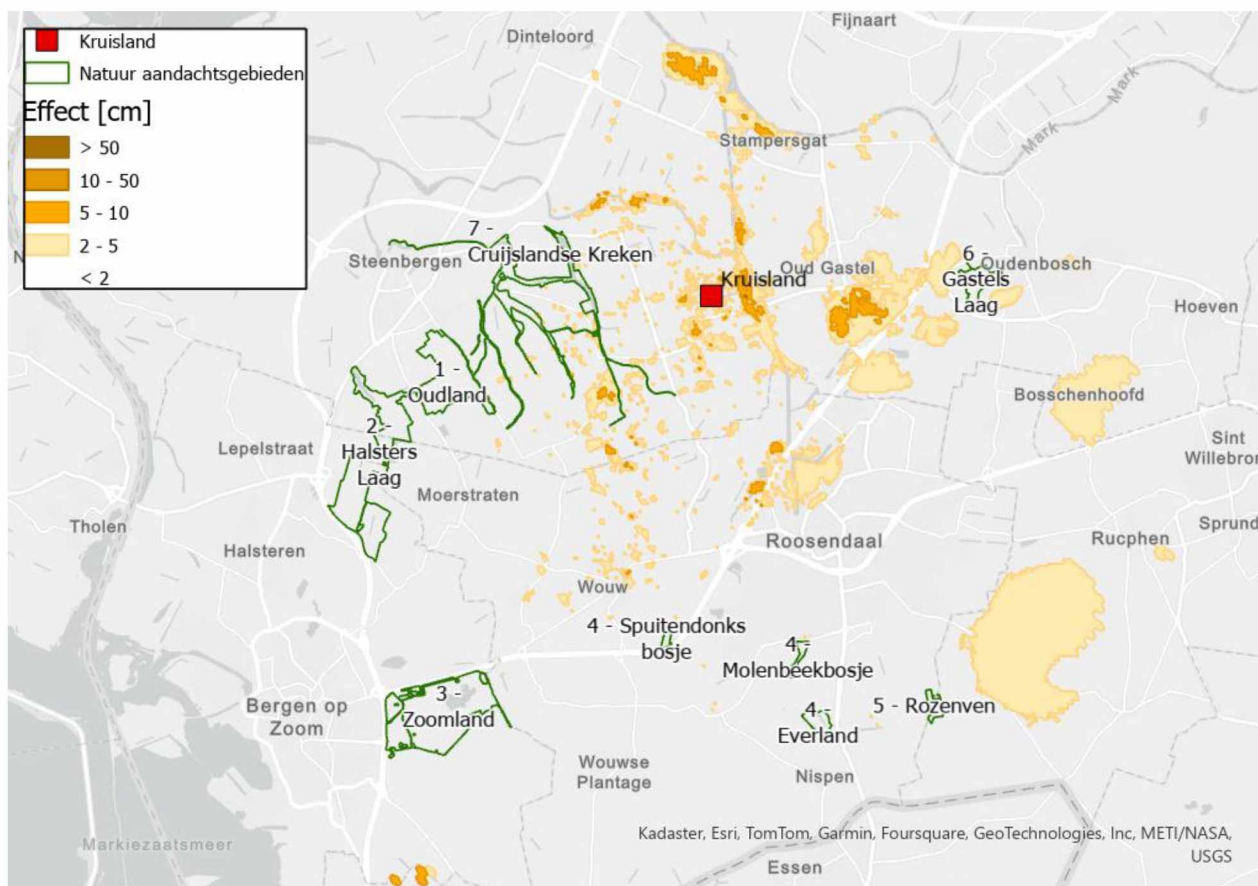 Kruisland
Natuur aandachtsgebieden
Effect [cm]
> 50
10 - 50
5 - 10
2 - 5
< 2
Fijnaart
Dinteloord
Mark
Mark
Stampersgat
7 -
Cruijslandse Kreken
Steenbergen
6 -
Gastels
Laag
Oudenbosch
Oud Gastel
Kruisland
Hoeven
1 -
Oudland
Bosschenhoofd
2 -
Halsters
Laag
Lepelstraat
Sint
Willebror
Moerstraten
Tholen
Halsteren
Roosendaal
Rucphen
Sprund
Wouw
4 - Spuitendonks
bosje
4 -
Molenbeekbosje
3 -
Zoomland
Bergen op
Zoom
5 - Rozenven
4 -
Everland
Wouwse
Plantage
Nispen
Markiezaatsmeer
Essen
Kadaster, Esri, TomTom, Garmin, Foursquare, GeoTechnologies, Inc, METI/NASA,
USGS